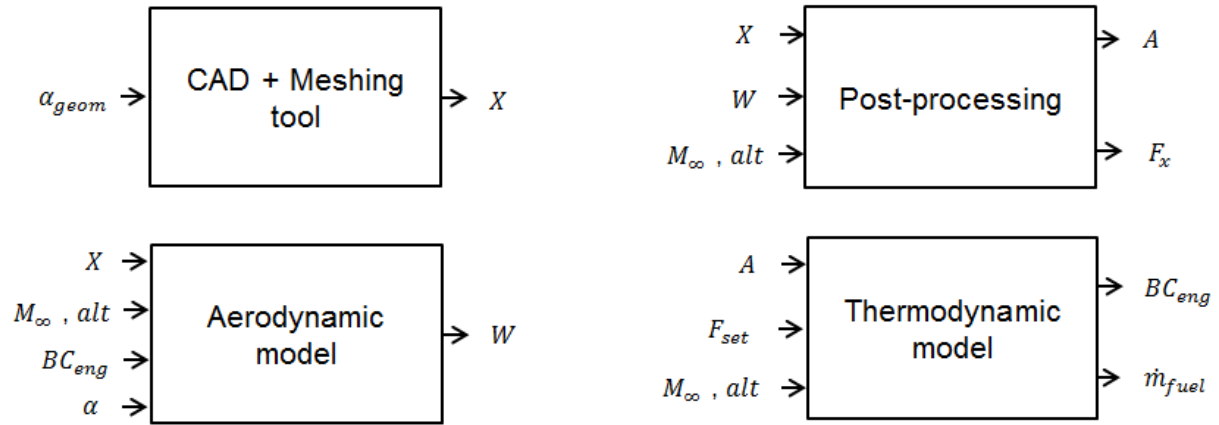 α_geom
CAD + Meshing
tool
X
X
W
M_∞ , alt
Post-processing
A
F_x
X
M_∞ , alt
BC_eng
α
Aerodynamic
model
W
A
F_set
M_∞ , alt
Thermodynamic
model
BC_eng
ṁ_fuel